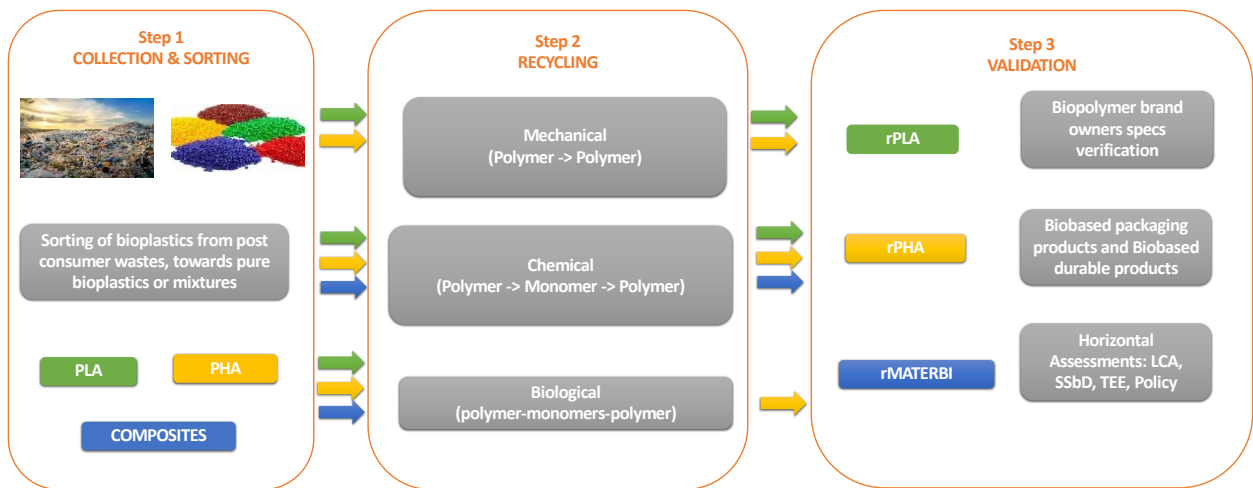 Step 1
COLLECTION & SORTING
Sorting of bioplastics from post
consumer wastes, towards pure
bioplastics or mixtures
PLA
PHA
COMPOSITES
Step 2
RECYCLING
Mechanical
(Polymer -> Polymer)
Chemical
(Polymer -> Monomer -> Polymer)
Biological
(polymer-monomers-polymer)
Step 3
VALIDATION
rPLA
Biopolymer brand
owners specs
verification
rPHA
Biobased packaging
products and Biobased
durable products
rMATERBI
Horizontal
Assessments: LCA,
SSbD, TEE, Policy